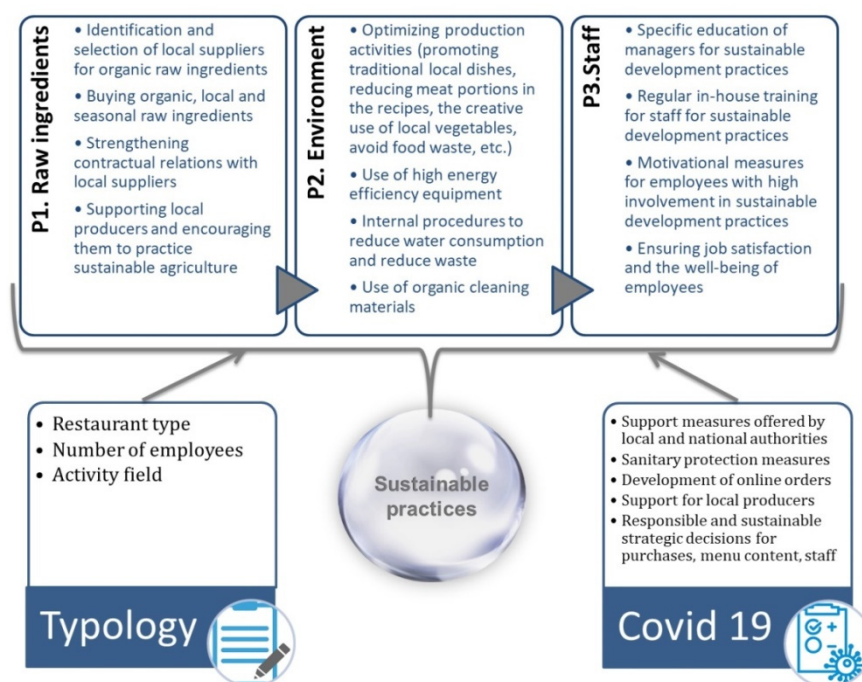 P1. Raw ingredients
• Identification and
selection of local suppliers
for organic raw ingredients
• Buying organic, local and
seasonal raw ingredients
• Strengthening
contractual relations with
local suppliers
• Supporting local
producers and encouraging
them to practice
sustainable agriculture
P2. Environment
• Optimizing production
activities (promoting
traditional local dishes,
reducing meat portions in
the recipes, the creative
use of local vegetables,
avoid food waste, etc.)
• Use of high energy
efficiency equipment
• Internal procedures to
reduce water consumption
and reduce waste
• Use of organic cleaning
materials
P3.Staff
• Specific education of
managers for sustainable
development practices
• Regular in-house training
for staff for sustainable
development practices
• Motivational measures
for employees with high
involvement in sustainable
development practices
• Ensuring job satisfaction
and the well-being of
employees
• Restaurant type
• Number of employees
• Activity field
Typology
Sustainable
practices
• Support measures offered by
local and national authorities
• Sanitary protection measures
• Development of online orders
• Support for local producers
• Responsible and sustainable
strategic decisions for
purchases, menu content, staff
Covid 19